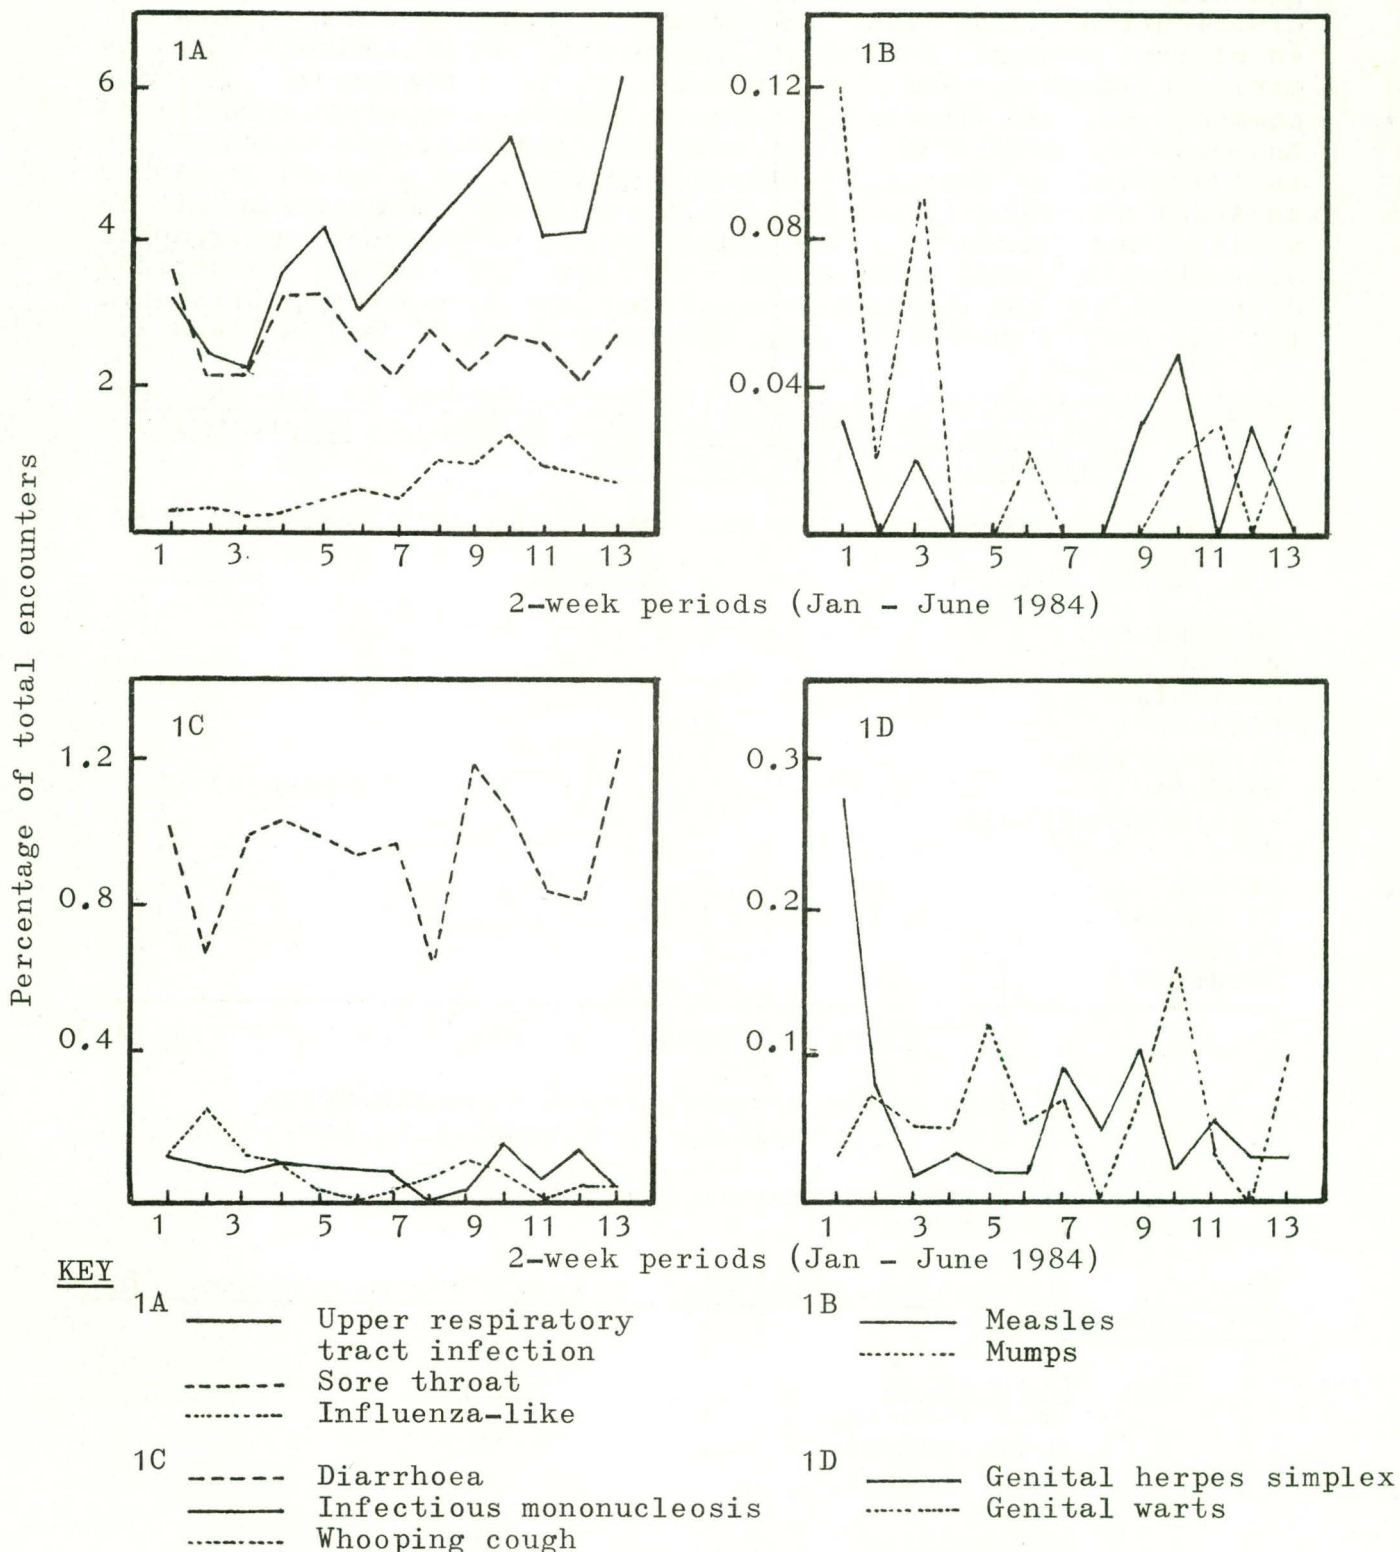 1A
6
4
2
1 3 5 7 9 11 13
1B
0.12
0.08
0.04
1 3 5 7 9 11 13
2-week periods (Jan - June 1984)
Percentage of total encounters
1C
1.2
0.8
0.4
1 3 5 7 9 11 13
1D
0.3
0.2
0.1
1 3 5 7 9 11 13
2-week periods (Jan - June 1984)
KEY
1A
Upper respiratory
tract infection
Sore throat
Influenza-like
1B
Measles
Mumps
1C
Diarrhoea
Infectious mononucleosis
Whooping cough
1D
Genital herpes simplex
Genital warts